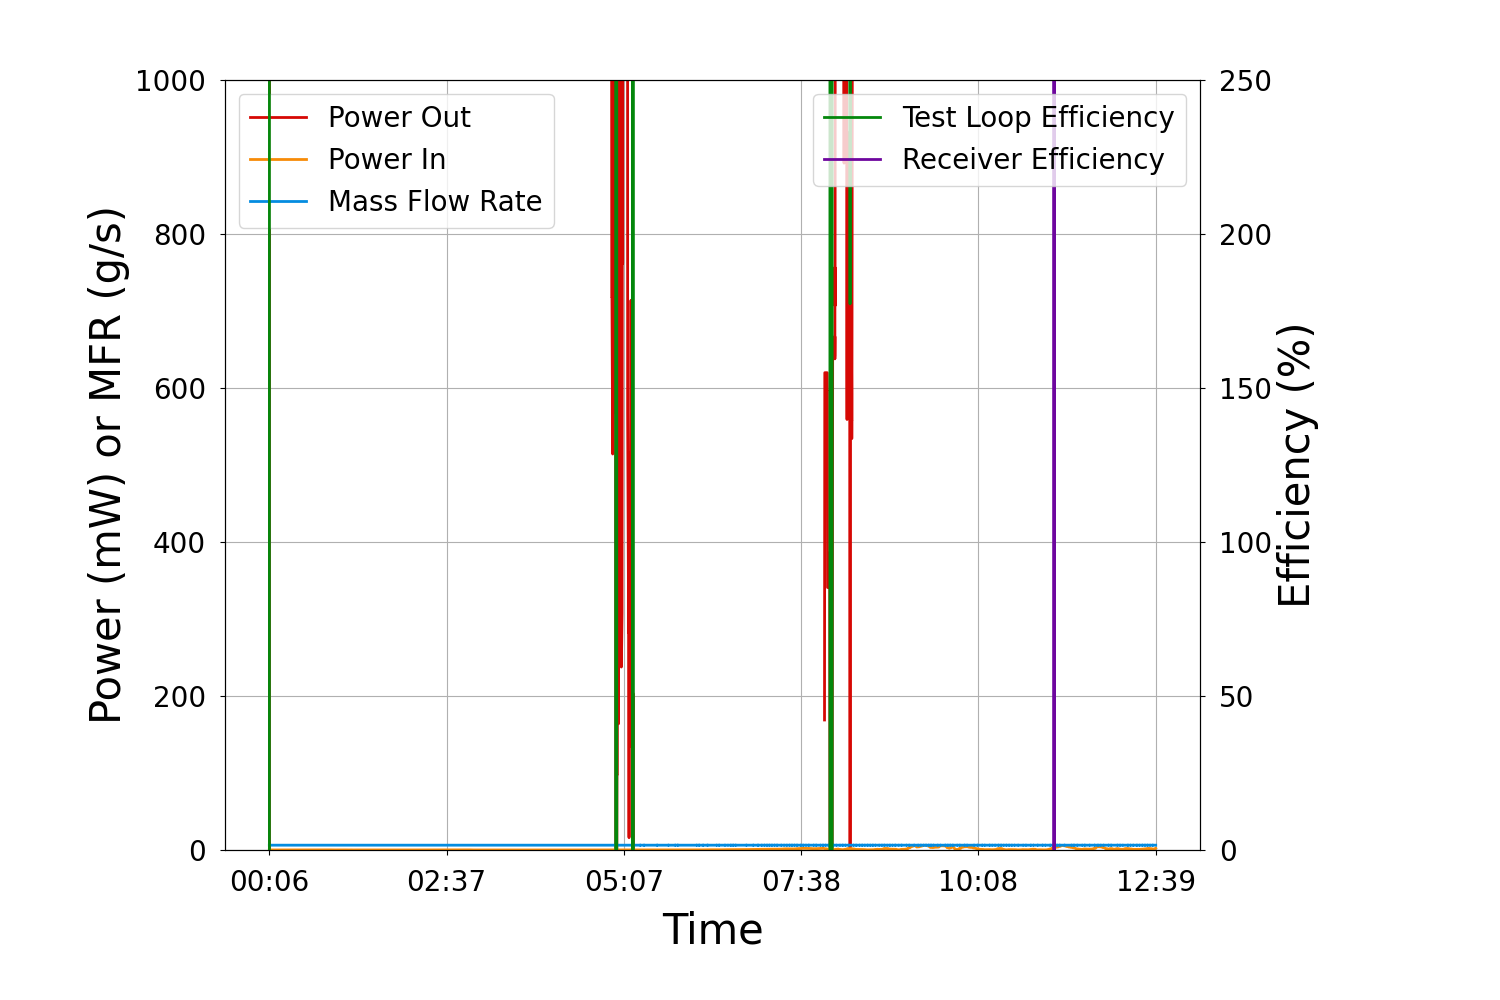 1000
800
600
400
200
0
Power (mW) or MFR (g/s)
Power Out
Power In
Mass Flow Rate
Test Loop Efficiency
Receiver Efficiency
250
200
150
100
50
0
Efficiency (%)
00:06 02:37 05:07 07:38 10:08 12:39
Time